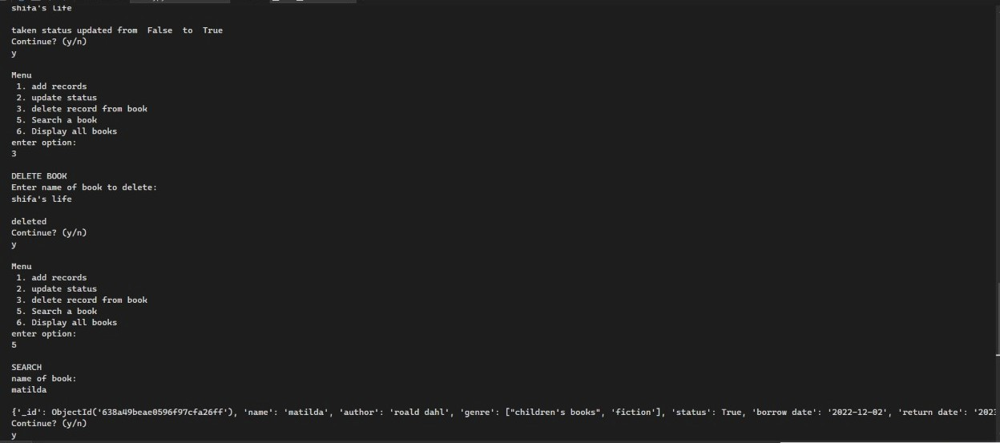 shifa's life
taken status updated from  False  to  True
Continue? (y/n)
y
Menu
1. add records
2. update status
3. delete record from book
5. Search a book
6. Display all books
enter option:
3
DELETE BOOK
Enter name of book to delete:
shifa's life
deleted
Continue? (y/n)
y
Menu
1. add records
2. update status
3. delete record from book
5. Search a book
6. Display all books
enter option:
5
SEARCH
name of book:
matilda
{'_id': ObjectId('638a49beae0596f97cfa26ff'), 'name': 'matilda', 'author': 'roald dahl', 'genre': ["children's books", 'fiction'], 'status': True, 'borrow date': '2022-12-02', 'return date': '2023
Continue? (y/n)
y